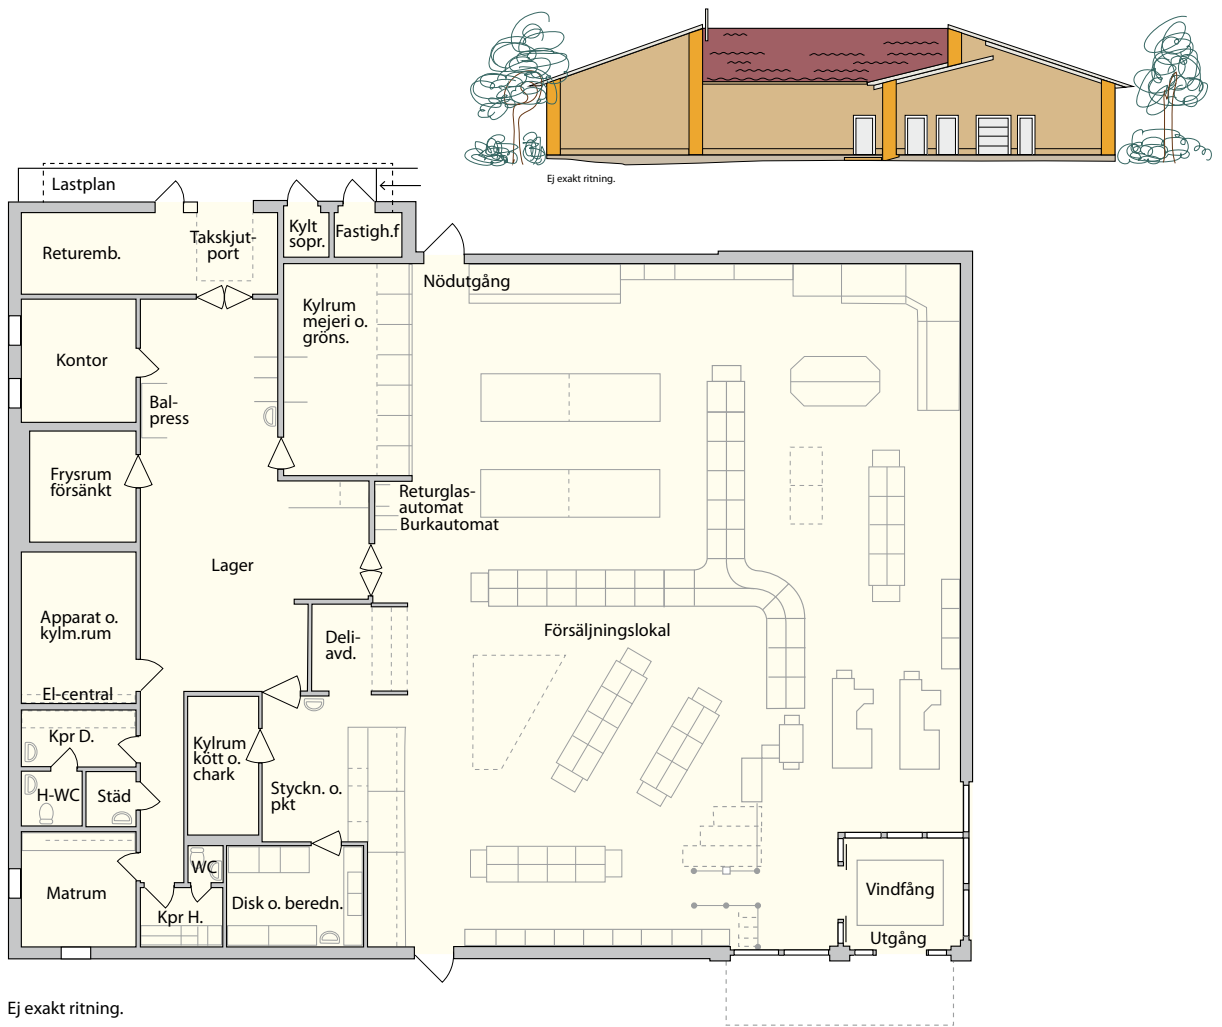 Ej exakt ritning.
Lastplan
Returemb.
Takskjut-
port
Kylt
sopr.
Fastigh.f
Nödutgång
Kylrum
mejeri o.
gröns.
Kontor
Bal-
press
Frysrum
försänkt
Returglas-
automat
Burkautomat
Lager
Apparat o.
kylm.rum
Deli-
avd.
Försäljningslokal
El-central
Kpr D.
Kylrum
kött o.
chark
Styckn. o.
pkt
H-WC
Städ
WC
Matrum
Kpr H.
Disk o. beredn.
Vindfång
Utgång
Ej exakt ritning.